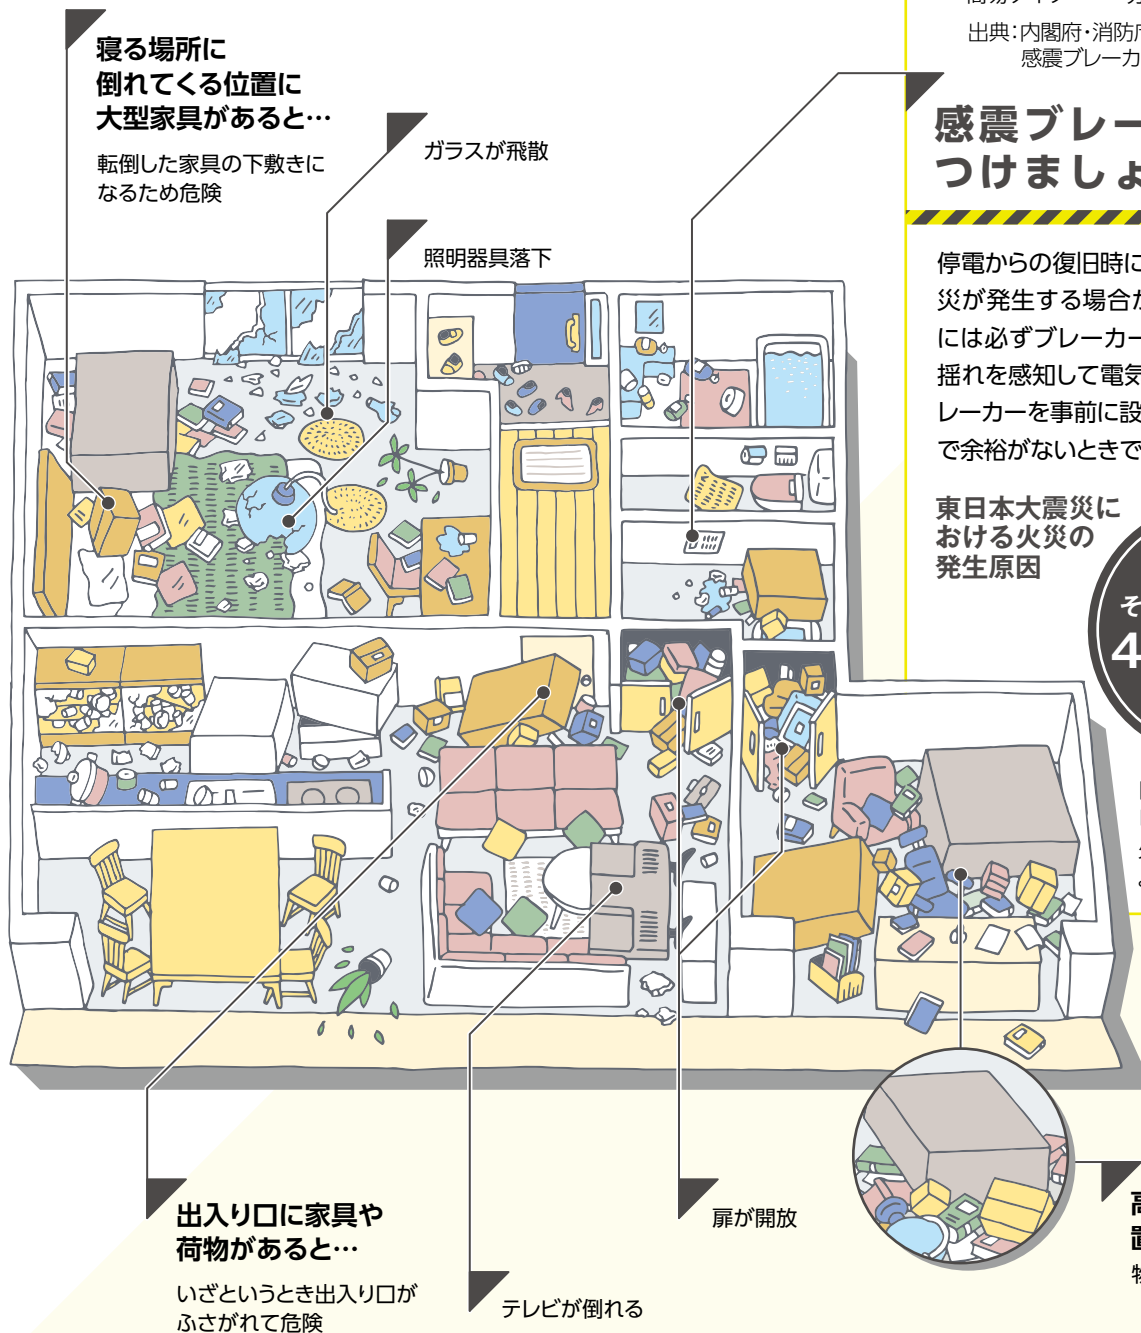 出典：内閣府・消防庁
感震ブレーカ
寝る場所に
倒れてくる位置に
大型家具があると…
転倒した家具の下敷きに
なるため危険
ガラスが飛散
照明器具落下
感震ブレー
つけましょ
停電からの復旧時に
災が発生する場合が
には必ずブレーカー
揺れを感知して電気
レーカーを事前に設
で余裕がないときで
東日本大震災に
おける火災の
発生原因
そ
4
出入り口に家具や
荷物があると…
いざというとき出入り口が
ふさがれて危険
テレビが倒れる
扉が開放
高
置
物